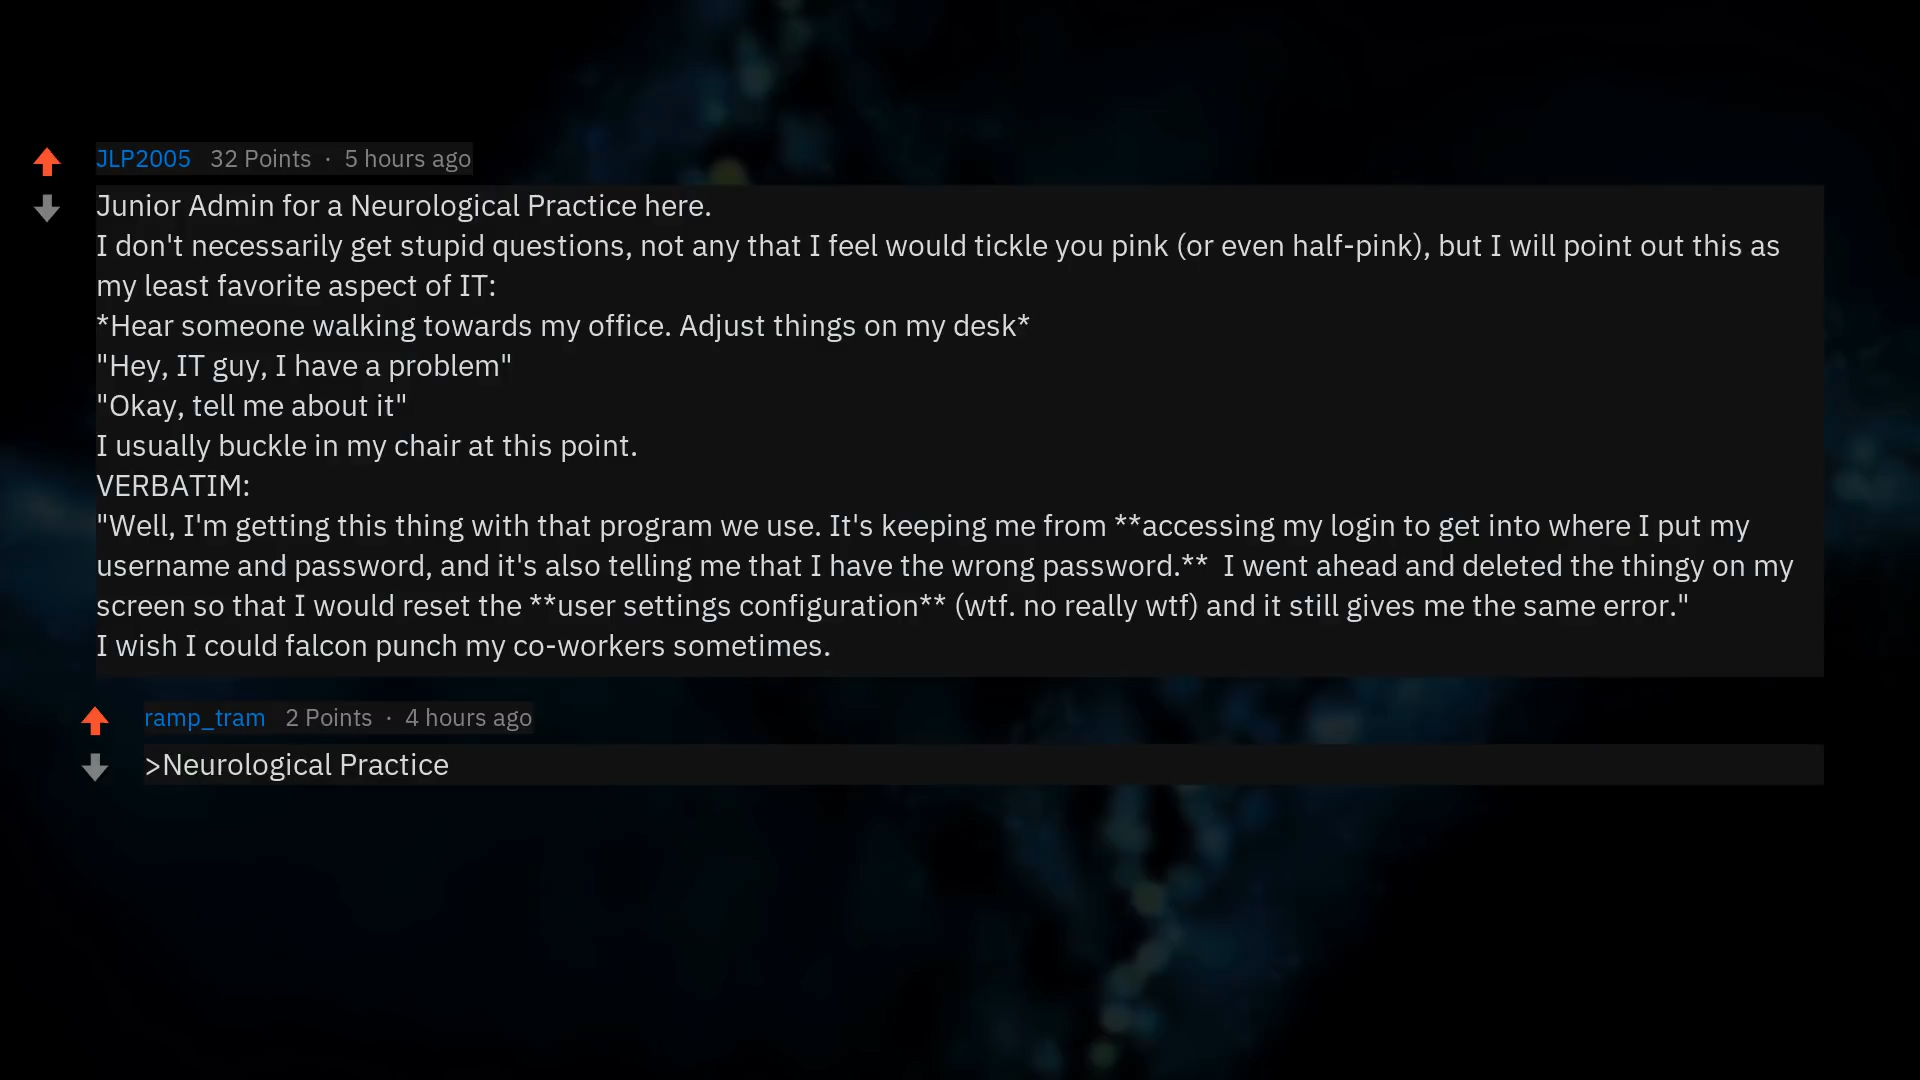 JLP2005 32 Points · 5 hours ago
Junior Admin for a Neurological Practice here.
I don't necessarily get stupid questions, not any that I feel would tickle you pink (or even half-pink), but I will point out this as
my least favorite aspect of IT:
*Hear someone walking towards my office. Adjust things on my desk*
"Hey, IT guy, I have a problem"
"Okay, tell me about it"
I usually buckle in my chair at this point.
VERBATIM:
"Well, I'm getting this thing with that program we use. It's keeping me from **accessing my login to get into where I put my
username and password, and it's also telling me that I have the wrong password.**  I went ahead and deleted the thingy on my
screen so that I would reset the **user settings configuration** (wtf. no really wtf) and it still gives me the same error."
I wish I could falcon punch my co-workers sometimes.
ramp_tram 2 Points · 4 hours ago
>Neurological Practice